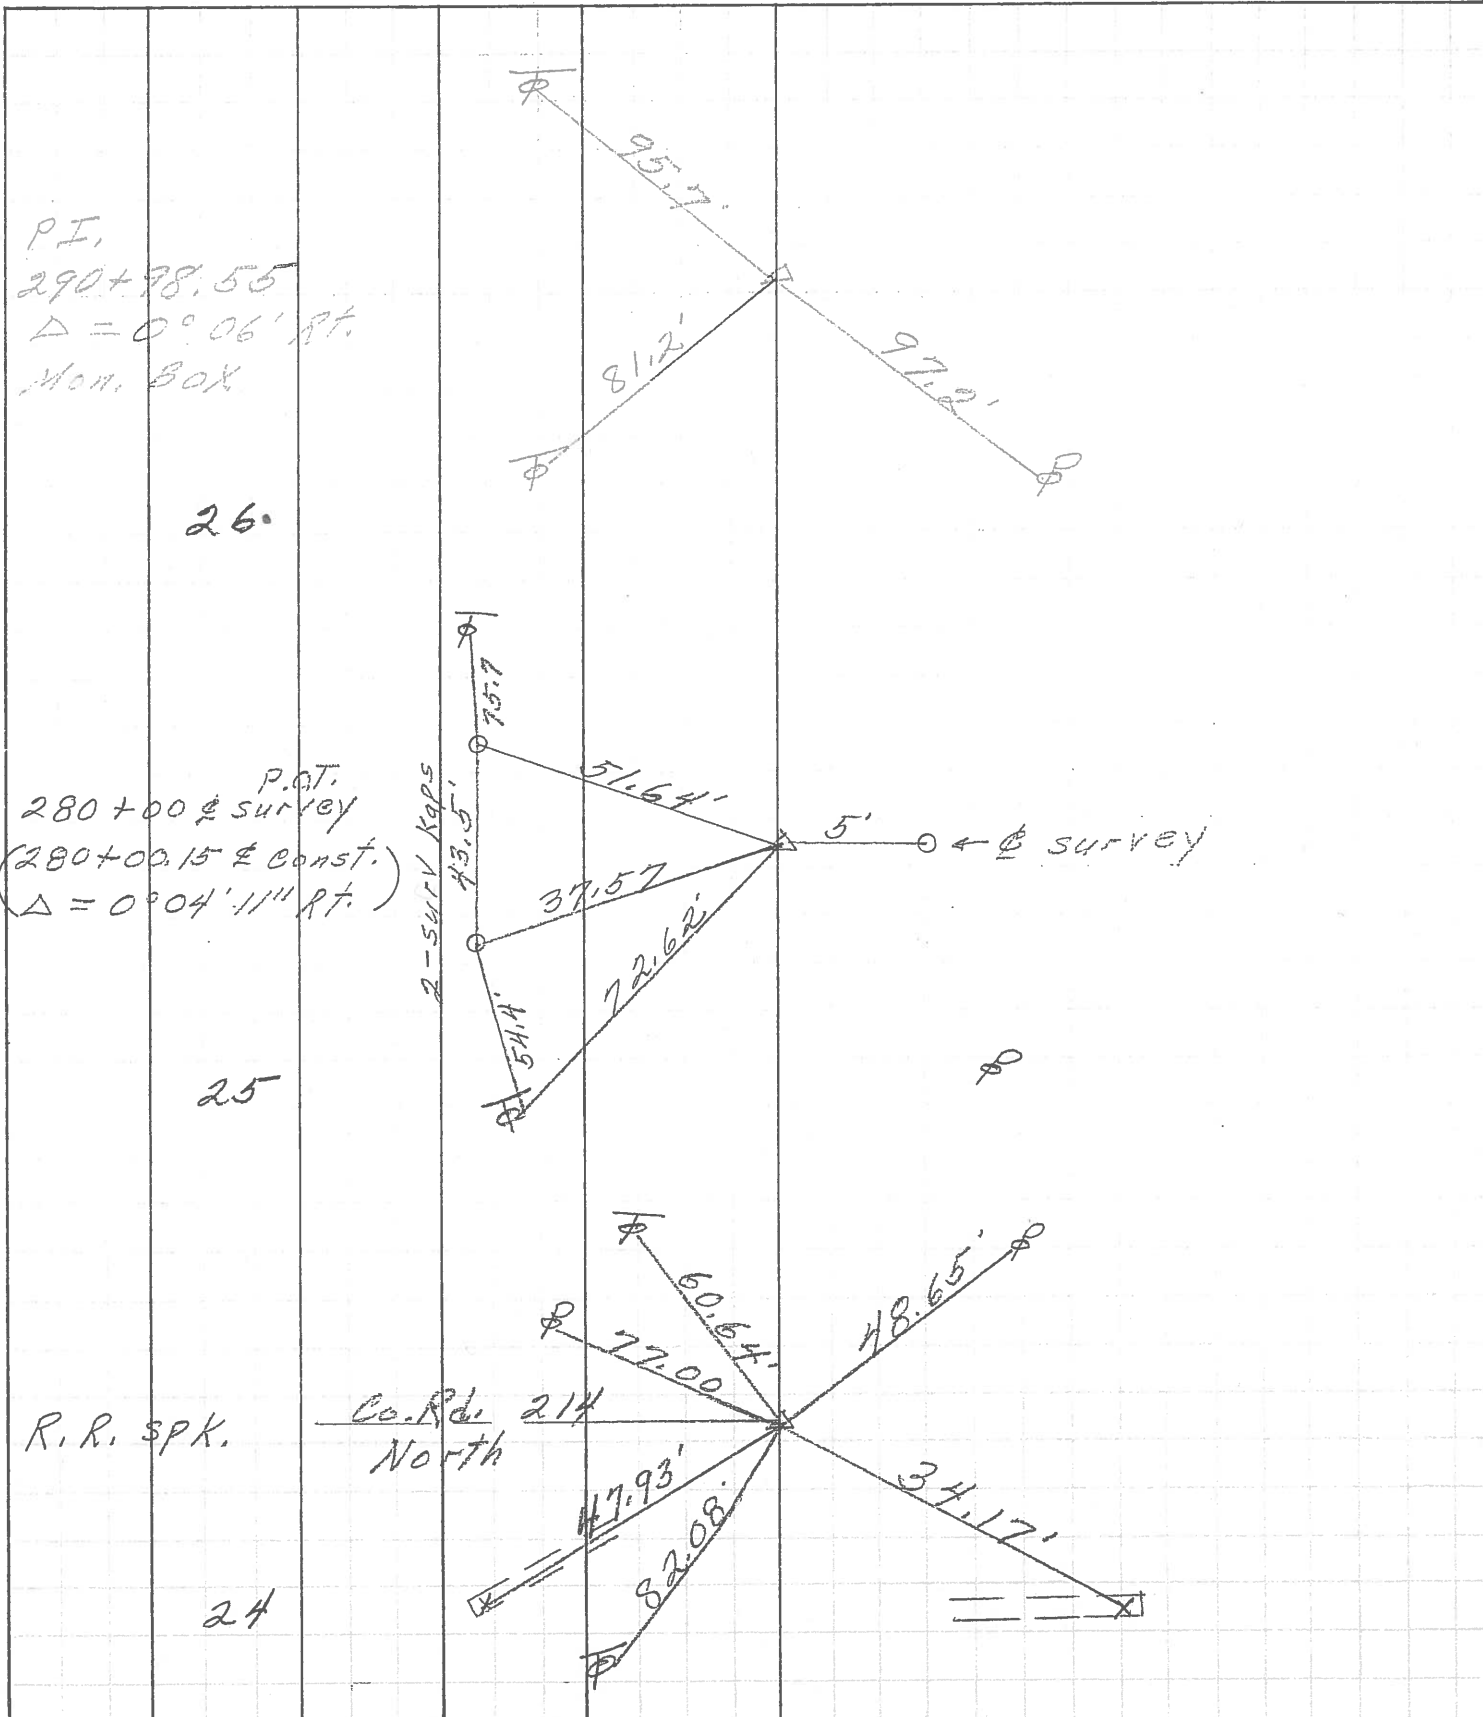 95.7'
P.I.
290+98.55
Δ = 0° 06' Rt.
Mon. Box
81.2'
97.2'
26.
75.7
2-surv Kaps
43.5'
51.64'
P.O.T.
280+00 ℄ survey
(280+00.15 ℄ const.)
Δ = 0°04'11" Rt.
5'
← ℄ survey
37.57
72.62'
54.4'
25
60.64'
48.65'
77.00
R.R. spk.
Co. Rd. 214
North
47.93'
82.08'
34.17'
24